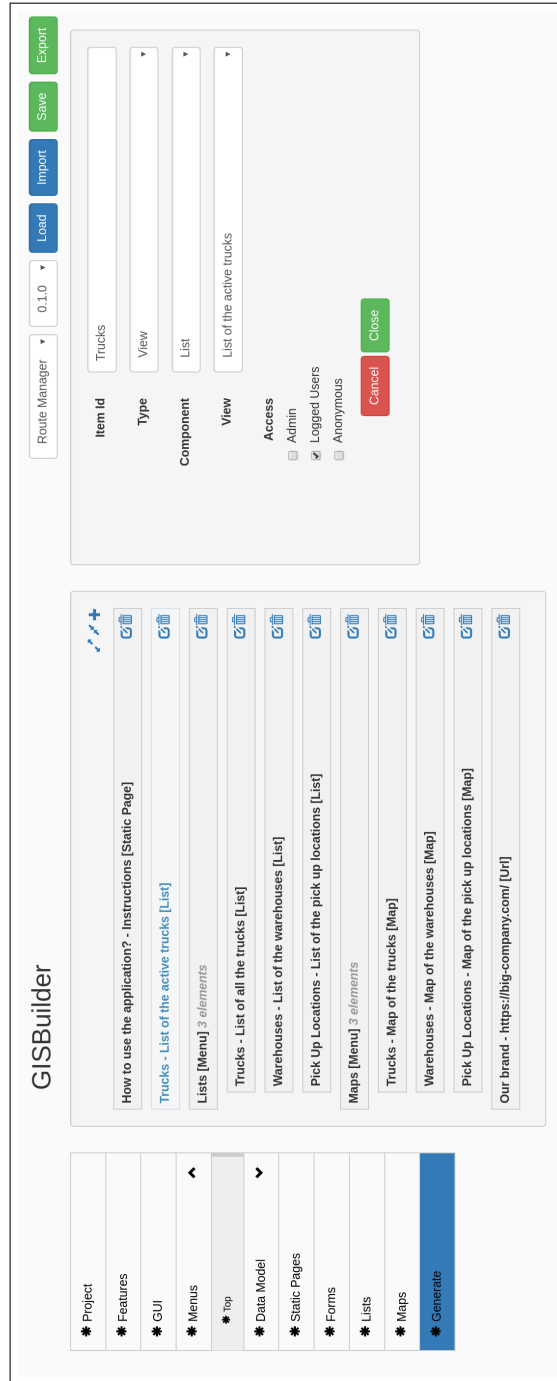 GISBuilder
Route Manager
0.1.0
Load
Import
Save
Export
Project
Features
GUI
Menus
Top
Data Model
Static Pages
Forms
Lists
Maps
Generate
How to use the application? - Instructions [Static Page]
Trucks - List of the active trucks [List]
Lists [Menu] 3 elements
Trucks - List of all the trucks [List]
Warehouses - List of the warehouses [List]
Pick Up Locations - List of the pick up locations [List]
Maps [Menu] 3 elements
Trucks - Map of the trucks [Map]
Warehouses - Map of the warehouses [Map]
Pick Up Locations - Map of the pick up locations [Map]
Our brand - https://big-company.com/ [Url]
Item Id Trucks
Type View
Component List
View List of the active trucks
Access
Admin
Logged Users
Anonymous
Cancel Close